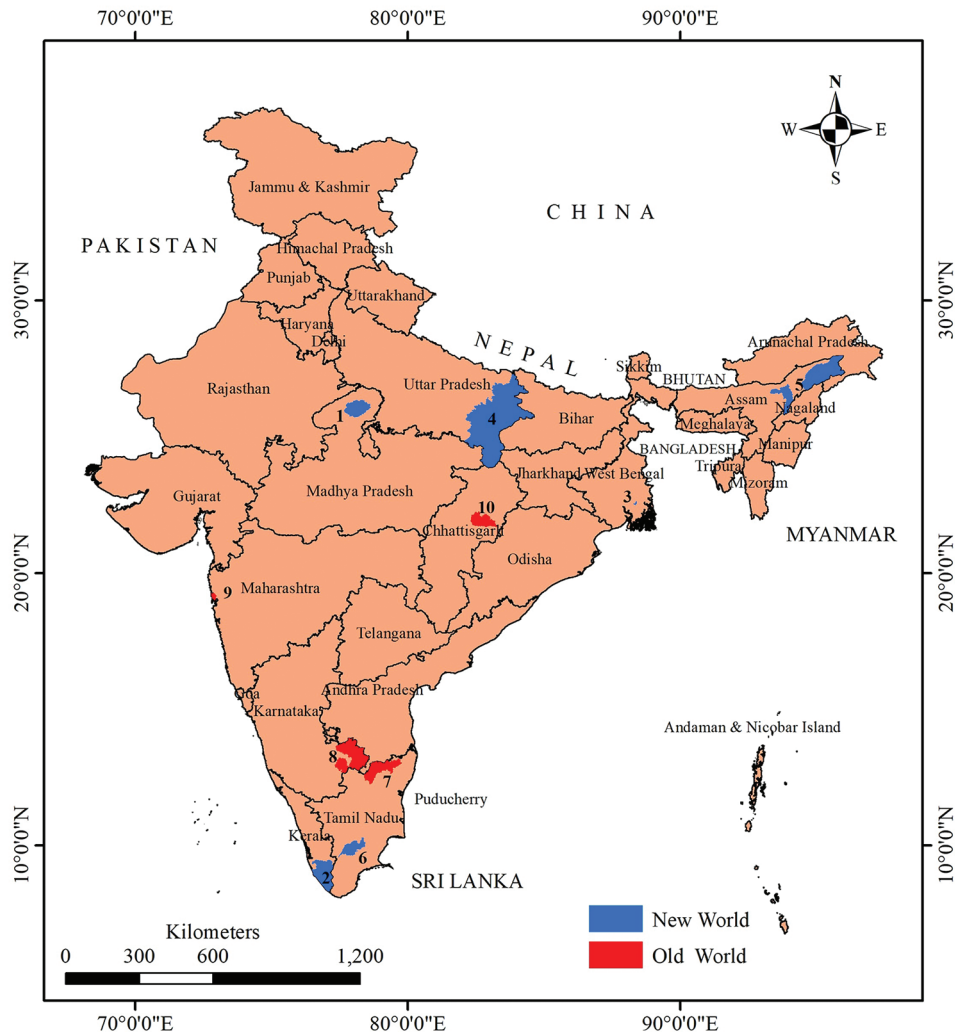 70°0'0"E 80°0'0"E 90°0'0"E
N
W E
S
Jammu & Kashmir
CHINA
PAKISTAN
Himachal Pradesh
Punjab
Uttarakhand
30°0'0"N 30°0'0"N
Haryana
Delhi
NEPAL
Arunachal Pradesh
Sikkim
Rajasthan
Uttar Pradesh
BHUTAN
5
Assam
Nagaland
1
4
Bihar
Meghalaya
BANGLADESH
Manipur
Tripura
Jharkhand
West Bengal
Mizoram
Gujarat
Madhya Pradesh
3
10
Chhattisgarh
MYANMAR
Odisha
20°0'0"N 20°0'0"N
9
Maharashtra
Telangana
Goa
Andhra Pradesh
Karnataka
Andaman & Nicobar Island
8
7
Puducherry
Tamil Nadu
Kerala
10°0'0"N 10°0'0"N
6
2
SRI LANKA
New World
Old World
Kilometers
0 300 600 1,200
70°0'0"E 80°0'0"E 90°0'0"E